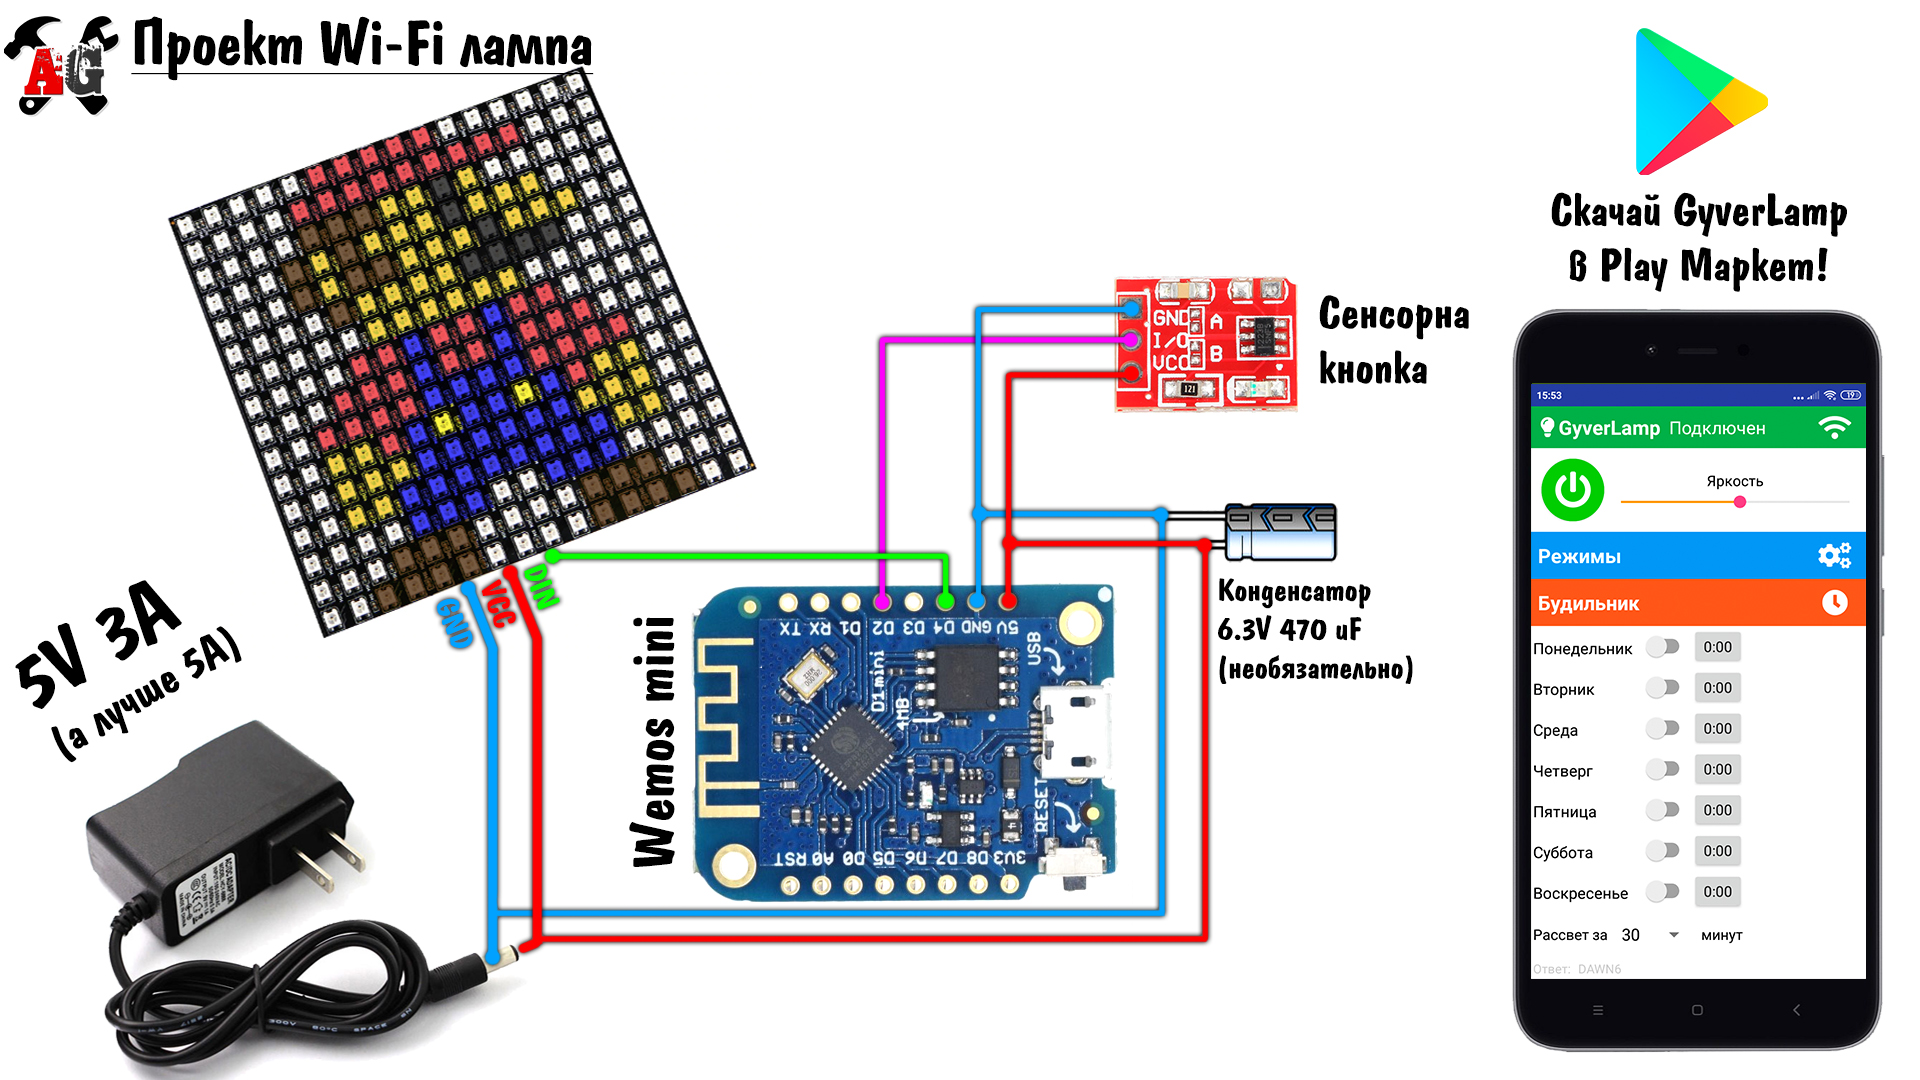 AG
Проект Wi-Fi лампа
GND
VCC
DIN
5V 3A
(а лучше 5А)
Wemos mini
TX RX D1 D2 D3 D4 GND 5V
D1 mini
4MB
USB
RESET
RST A0 D0 D5 D6 D7 D8 3V3
GND
I/O
VCC
A
B
121
Сенсорна
кнопка
Конденсатор
6.3V 470 uF
(необязательно)
Скачай GyverLamp
в Play Маркет!
15:53
19
GyverLamp Подключен
Яркость
Режимы
Будильник
Понедельник 0:00
Вторник 0:00
Среда 0:00
Четверг 0:00
Пятница 0:00
Суббота 0:00
Воскресенье 0:00
Рассвет за 30 минут
Ответ: DAWN6